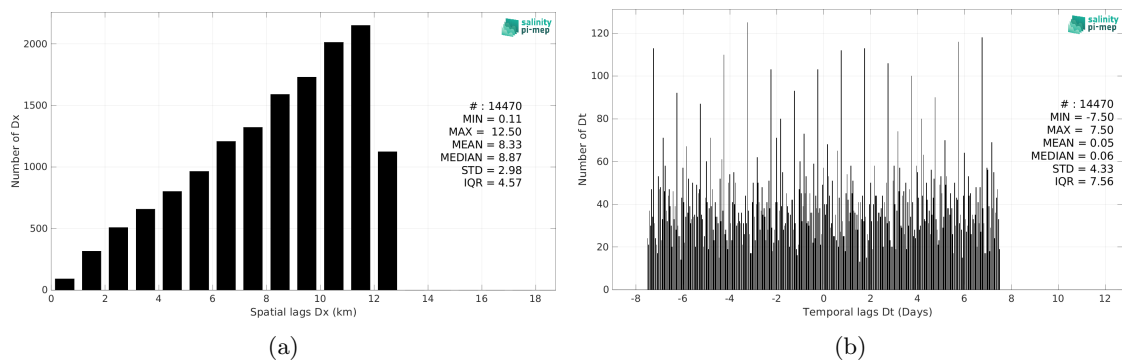 salinity
pi-mep
2000
1500
1000
500
0
Number of Dx
# : 14470
MIN = 0.11
MAX = 12.50
MEAN = 8.33
MEDIAN = 8.87
STD = 2.98
IQR = 4.57
0 2 4 6 8 10 12 14 16 18
Spatial lags Dx (km)
(a)
salinity
pi-mep
120
100
80
60
40
20
0
Number of Dt
# : 14470
MIN = -7.50
MAX = 7.50
MEAN = 0.05
MEDIAN = 0.06
STD = 4.33
IQR = 7.56
-8 -6 -4 -2 0 2 4 6 8 10 12
Temporal lags Dt (Days)
(b)